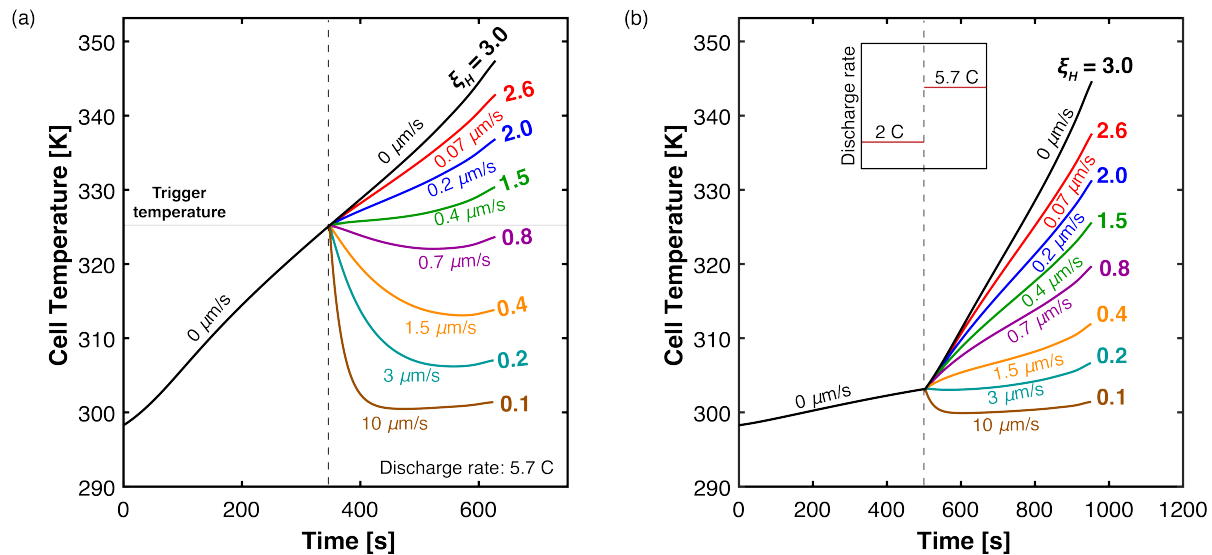 (a)
350
340
330
320
310
300
290
Cell Temperature [K]
0
200
400
600
Time [s]
Trigger
temperature
0 μm/s
0 μm/s
ξH = 3.0
0.07 μm/s
2.6
0.2 μm/s
2.0
0.4 μm/s
1.5
0.7 μm/s
0.8
1.5 μm/s
0.4
3 μm/s
0.2
10 μm/s
0.1
Discharge rate: 5.7 C
(b)
350
340
330
320
310
300
290
Cell Temperature [K]
0
200
400
600
800
1000
1200
Time [s]
Discharge rate
2 C
5.7 C
0 μm/s
0 μm/s
ξH = 3.0
0.07 μm/s
2.6
0.2 μm/s
2.0
0.4 μm/s
1.5
0.7 μm/s
0.8
1.5 μm/s
0.4
3 μm/s
0.2
10 μm/s
0.1